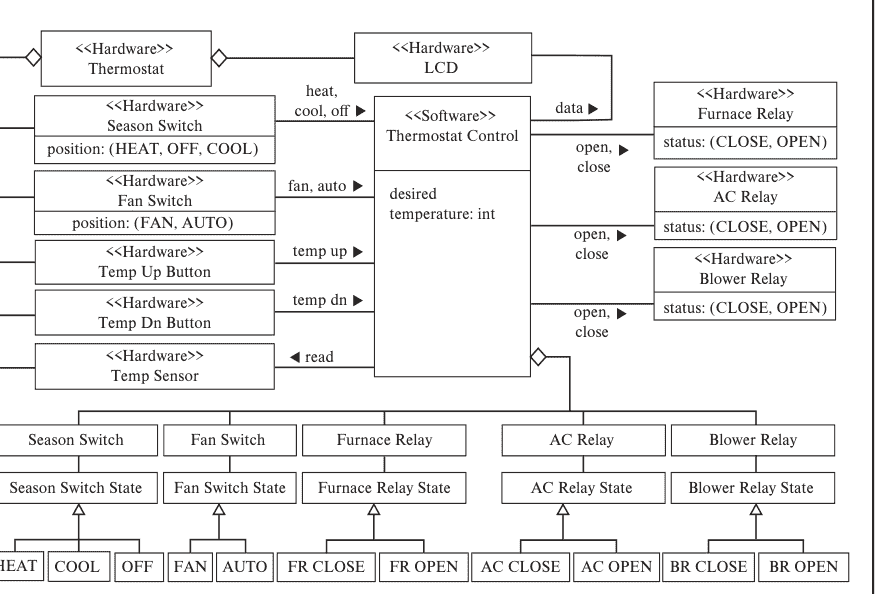 <<Hardware>>
Thermostat
<<Hardware>>
LCD
<<Hardware>>
Season Switch
position: (HEAT, OFF, COOL)
heat,
cool, off ▶
<<Software>>
Thermostat Control
desired
temperature: int
data ▶
<<Hardware>>
Furnace Relay
status: (CLOSE, OPEN)
open, ▶
close
<<Hardware>>
Fan Switch
position: (FAN, AUTO)
fan, auto ▶
<<Hardware>>
AC Relay
status: (CLOSE, OPEN)
open, ▶
close
<<Hardware>>
Temp Up Button
temp up ▶
<<Hardware>>
Blower Relay
status: (CLOSE, OPEN)
open, ▶
close
<<Hardware>>
Temp Dn Button
temp dn ▶
<<Hardware>>
Temp Sensor
◀ read
Season Switch
Fan Switch
Furnace Relay
AC Relay
Blower Relay
Season Switch State
Fan Switch State
Furnace Relay State
AC Relay State
Blower Relay State
HEAT
COOL
OFF
FAN
AUTO
FR CLOSE
FR OPEN
AC CLOSE
AC OPEN
BR CLOSE
BR OPEN